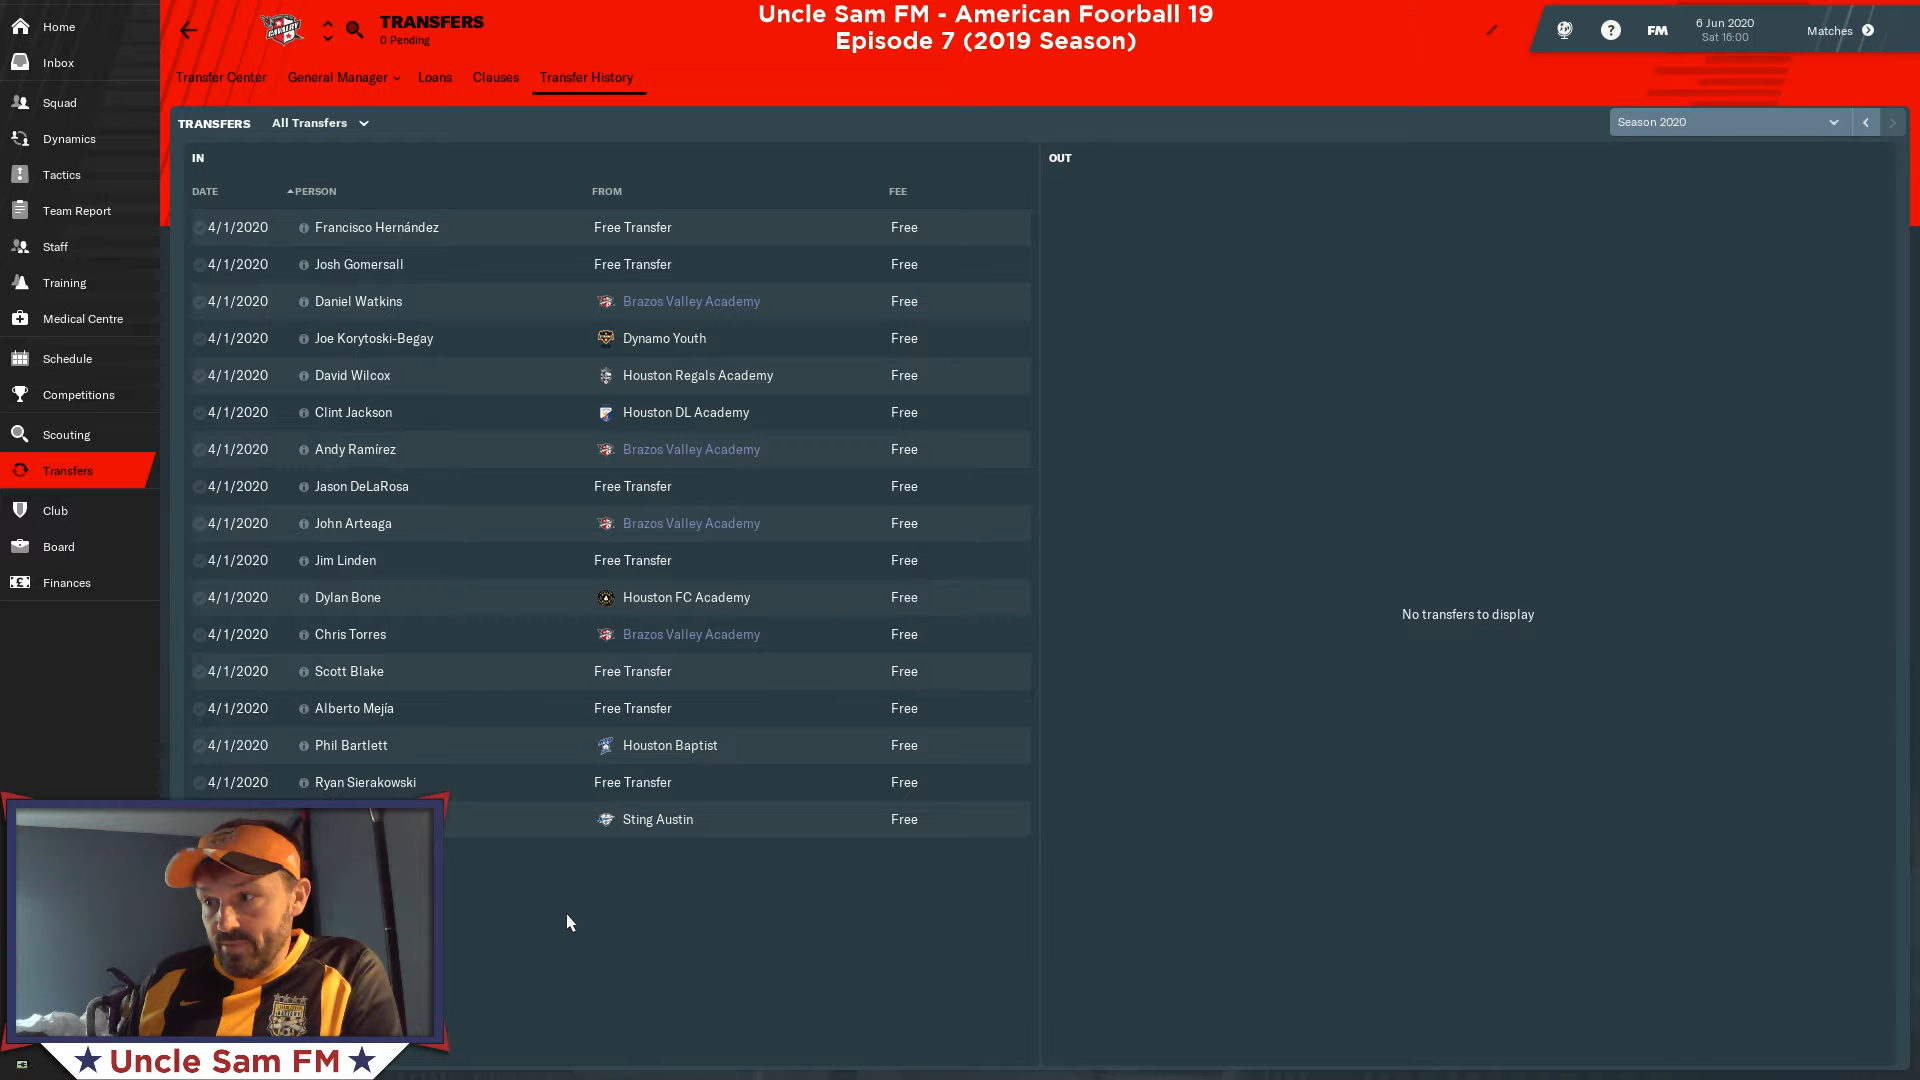 Home
Inbox
Squad
Dynamics
Tactics
Team Report
Staff
Training
Medical Centre
Schedule
Competitions
Scouting
Transfers
Club
Board
Finances
TRANSFERS
0 Pending
Uncle Sam FM - American Foorball 19
Episode 7 (2019 Season)
FM
6 Jun 2020
Sat 16:00
Matches
Transfer Center General Manager Loans Clauses Transfer History
TRANSFERS All Transfers Season 2020
IN
OUT
DATE PERSON FROM FEE
4/1/2020 Francisco Hernández Free Transfer Free
4/1/2020 Josh Gomersall Free Transfer Free
4/1/2020 Daniel Watkins Brazos Valley Academy Free
4/1/2020 Joe Korytoski-Begay Dynamo Youth Free
4/1/2020 David Wilcox Houston Regals Academy Free
4/1/2020 Clint Jackson Houston DL Academy Free
4/1/2020 Andy Ramírez Brazos Valley Academy Free
4/1/2020 Jason DeLaRosa Free Transfer Free
4/1/2020 John Arteaga Brazos Valley Academy Free
4/1/2020 Jim Linden Free Transfer Free
4/1/2020 Dylan Bone Houston FC Academy Free
4/1/2020 Chris Torres Brazos Valley Academy Free
4/1/2020 Scott Blake Free Transfer Free
4/1/2020 Alberto Mejía Free Transfer Free
4/1/2020 Phil Bartlett Houston Baptist Free
4/1/2020 Ryan Sierakowski Free Transfer Free
Sting Austin Free
No transfers to display
Uncle Sam FM